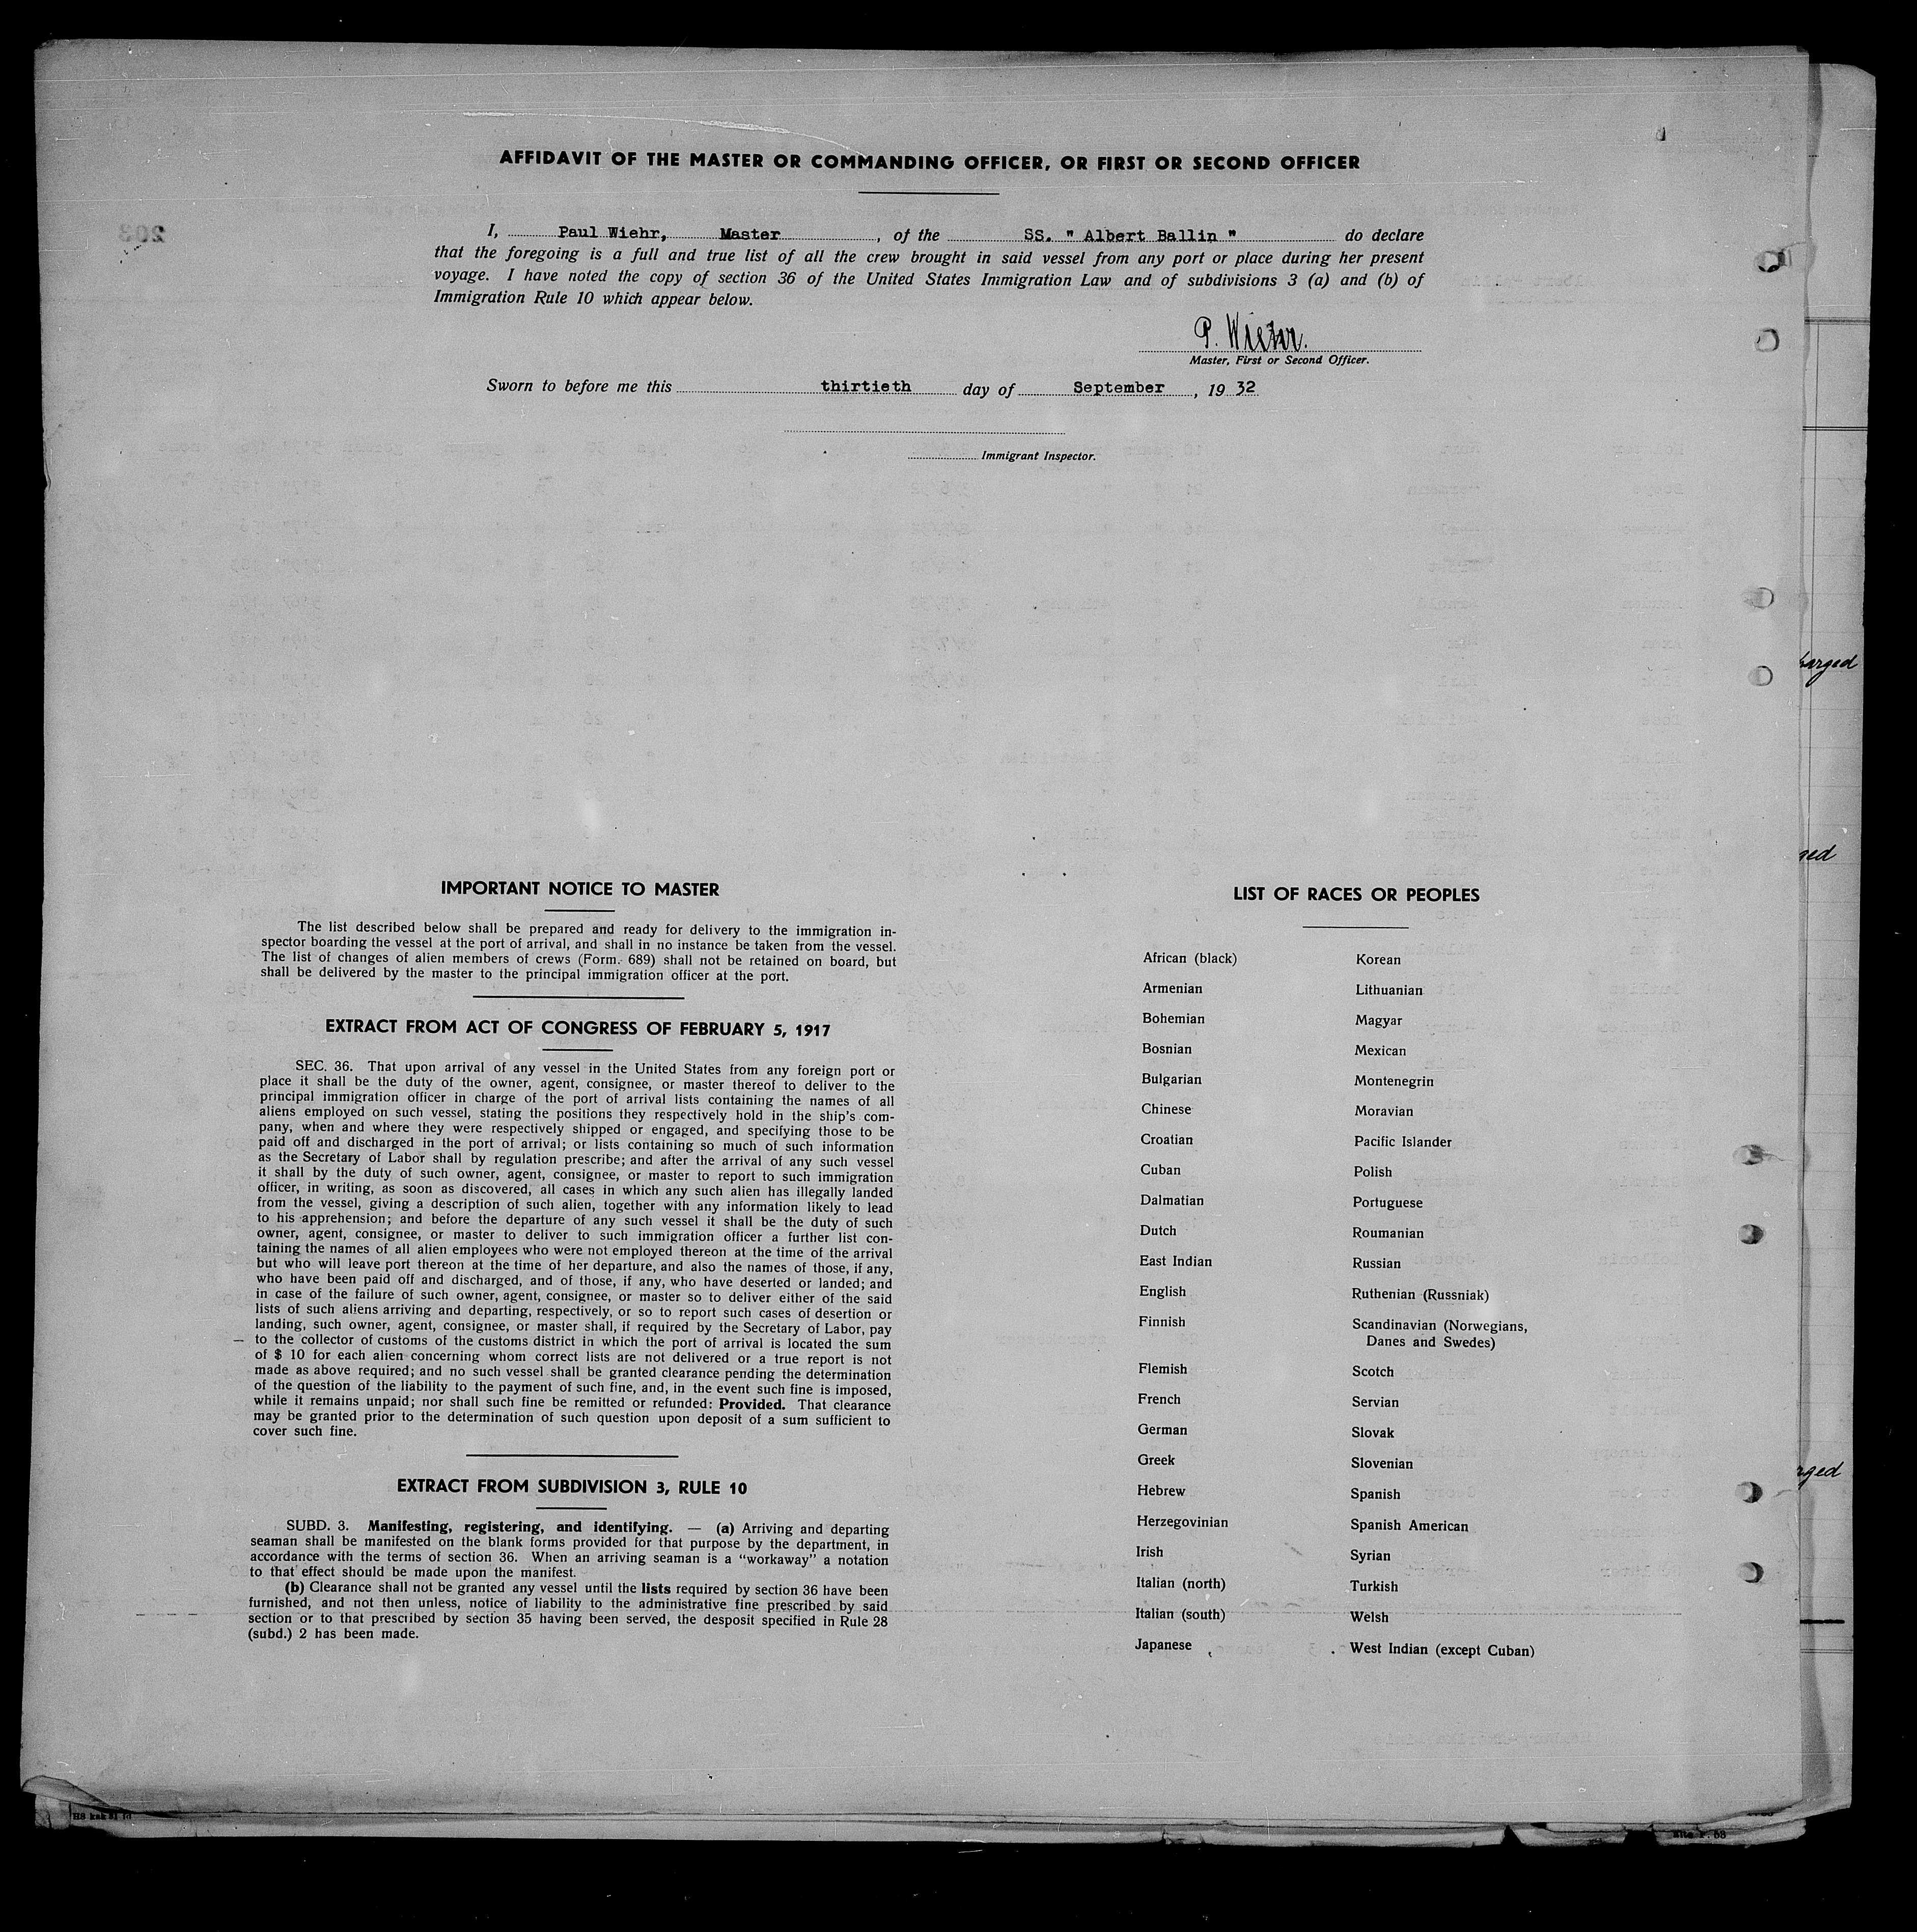 AFFIDAVIT OF THE MASTER OR COMMANDING OFFICER, OR FIRST OR SECOND OFFICER
I, Paul Wiehr, Master, of the SS. " Albert Ballin " do declare
that the foregoing is a full and true list of all the crew brought in said vessel from any port or place during her present
voyage. I have noted the copy of section 36 of the United States Immigration Law and of subdivisions 3 (a) and (b) of
Immigration Rule 10 which appear below.
P. Wiehr.
Master, First or Second Officer.
Sworn to before me this thirtieth day of September, 19 32
Immigrant Inspector.
IMPORTANT NOTICE TO MASTER
The list described below shall be prepared and ready for delivery to the immigration in-
spector boarding the vessel at the port of arrival, and shall in no instance be taken from the vessel.
The list of changes of alien members of crews (Form. 689) shall not be retained on board, but
shall be delivered by the master to the principal immigration officer at the port.
EXTRACT FROM ACT OF CONGRESS OF FEBRUARY 5, 1917
SEC. 36. That upon arrival of any vessel in the United States from any foreign port or
place it shall be the duty of the owner, agent, consignee, or master thereof to deliver to the
principal immigration officer in charge of the port of arrival lists containing the names of all
aliens employed on such vessel, stating the positions they respectively hold in the ship's com-
pany, when and where they were respectively shipped or engaged, and specifying those to be
paid off and discharged in the port of arrival; or lists containing so much of such information
as the Secretary of Labor shall by regulation prescribe; and after the arrival of any such vessel
it shall by the duty of such owner, agent, consignee, or master to report to such immigration
officer, in writing, as soon as discovered, all cases in which any such alien has illegally landed
from the vessel, giving a description of such alien, together with any information likely to lead
to his apprehension; and before the departure of any such vessel it shall be the duty of such
owner, agent, consignee, or master to deliver to such immigration officer a further list con-
taining the names of all alien employees who were not employed thereon at the time of the arrival
but who will leave port thereon at the time of her departure, and also the names of those, if any,
who have been paid off and discharged, and of those, if any, who have deserted or landed; and
in case of the failure of such owner, agent, consignee, or master so to deliver either of the said
lists of such aliens arriving and departing, respectively, or so to report such cases of desertion or
landing, such owner, agent, consignee, or master shall, if required by the Secretary of Labor, pay
to the collector of customs of the customs district in which the port of arrival is located the sum
of $ 10 for each alien concerning whom correct lists are not delivered or a true report is not
made as above required; and no such vessel shall be granted clearance pending the determination
of the question of the liability to the payment of such fine, and, in the event such fine is imposed,
while it remains unpaid; nor shall such fine be remitted or refunded: Provided. That clearance
may be granted prior to the determination of such question upon deposit of a sum sufficient to
cover such fine.
EXTRACT FROM SUBDIVISION 3, RULE 10
SUBD. 3. Manifesting, registering, and identifying. — (a) Arriving and departing
seaman shall be manifested on the blank forms provided for that purpose by the department, in
accordance with the terms of section 36. When an arriving seaman is a "workaway" a notation
to that effect should be made upon the manifest.
(b) Clearance shall not be granted any vessel until the lists required by section 36 have been
furnished, and not then unless, notice of liability to the administrative fine prescribed by said
section or to that prescribed by section 35 having been served, the desposit specified in Rule 28
(subd.) 2 has been made.
LIST OF RACES OR PEOPLES
African (black)
Armenian
Bohemian
Bosnian
Bulgarian
Chinese
Croatian
Cuban
Dalmatian
Dutch
East Indian
English
Finnish
Flemish
French
German
Greek
Hebrew
Herzegovinian
Irish
Italian (north)
Italian (south)
Japanese
Korean
Lithuanian
Magyar
Mexican
Montenegrin
Moravian
Pacific Islander
Polish
Portuguese
Roumanian
Russian
Ruthenian (Russniak)
Scandinavian (Norwegians,
Danes and Swedes)
Scotch
Servian
Slovak
Slovenian
Spanish
Spanish American
Syrian
Turkish
Welsh
West Indian (except Cuban)